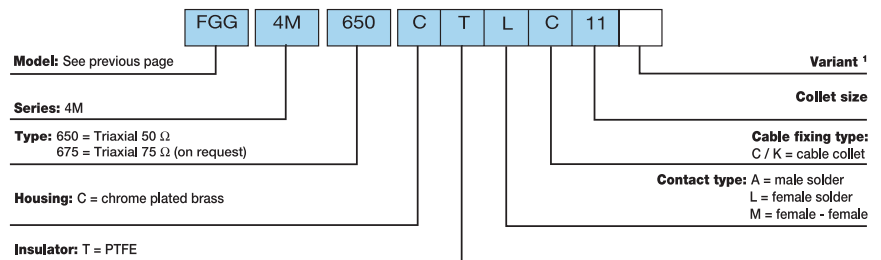 FGG 4M 650 C T L C 11
Model: See previous page
Variant ¹
Collet size
Series: 4M
Type: 650 = Triaxial 50 Ω
675 = Triaxial 75 Ω (on request)
Cable fixing type:
C / K = cable collet
Contact type: A = male solder
L = female solder
M = female - female
Housing: C = chrome plated brass
Insulator: T = PTFE